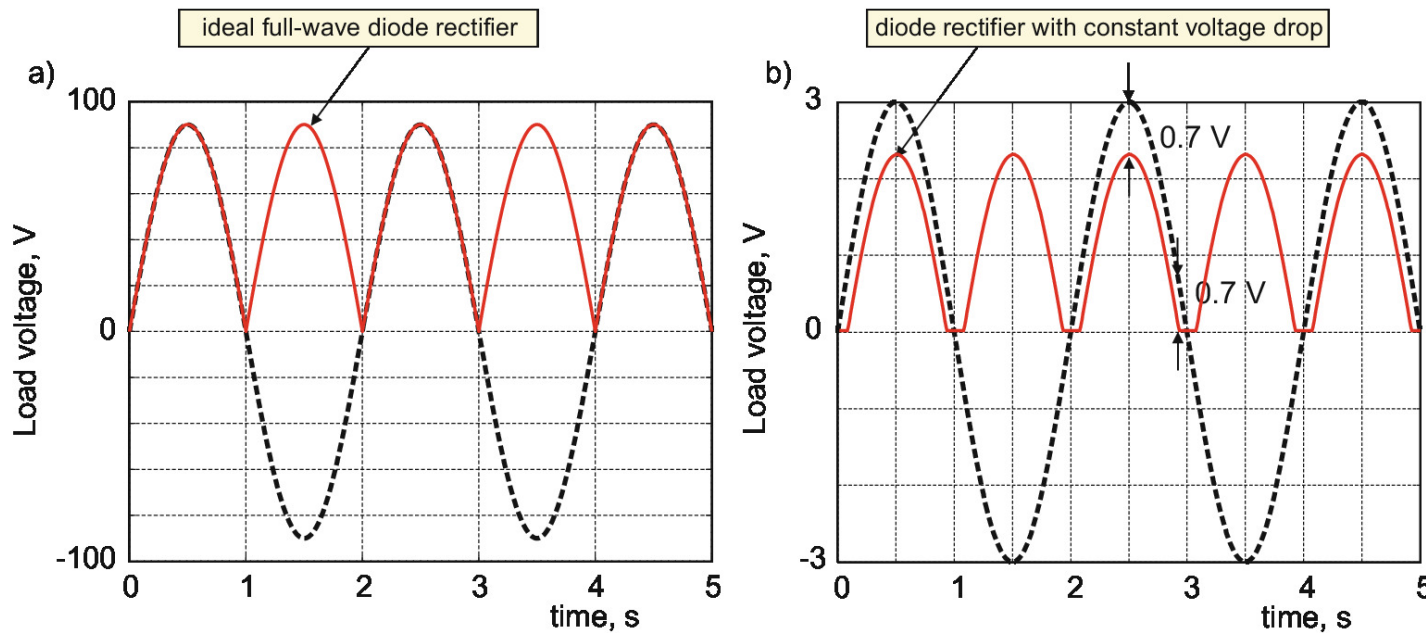 ideal full-wave diode rectifier
a)
100
0
-100
Load voltage, V
0 1 2 3 4 5
time, s
diode rectifier with constant voltage drop
b)
3
0.7 V
0
0.7 V
-3
Load voltage, V
0 1 2 3 4 5
time, s